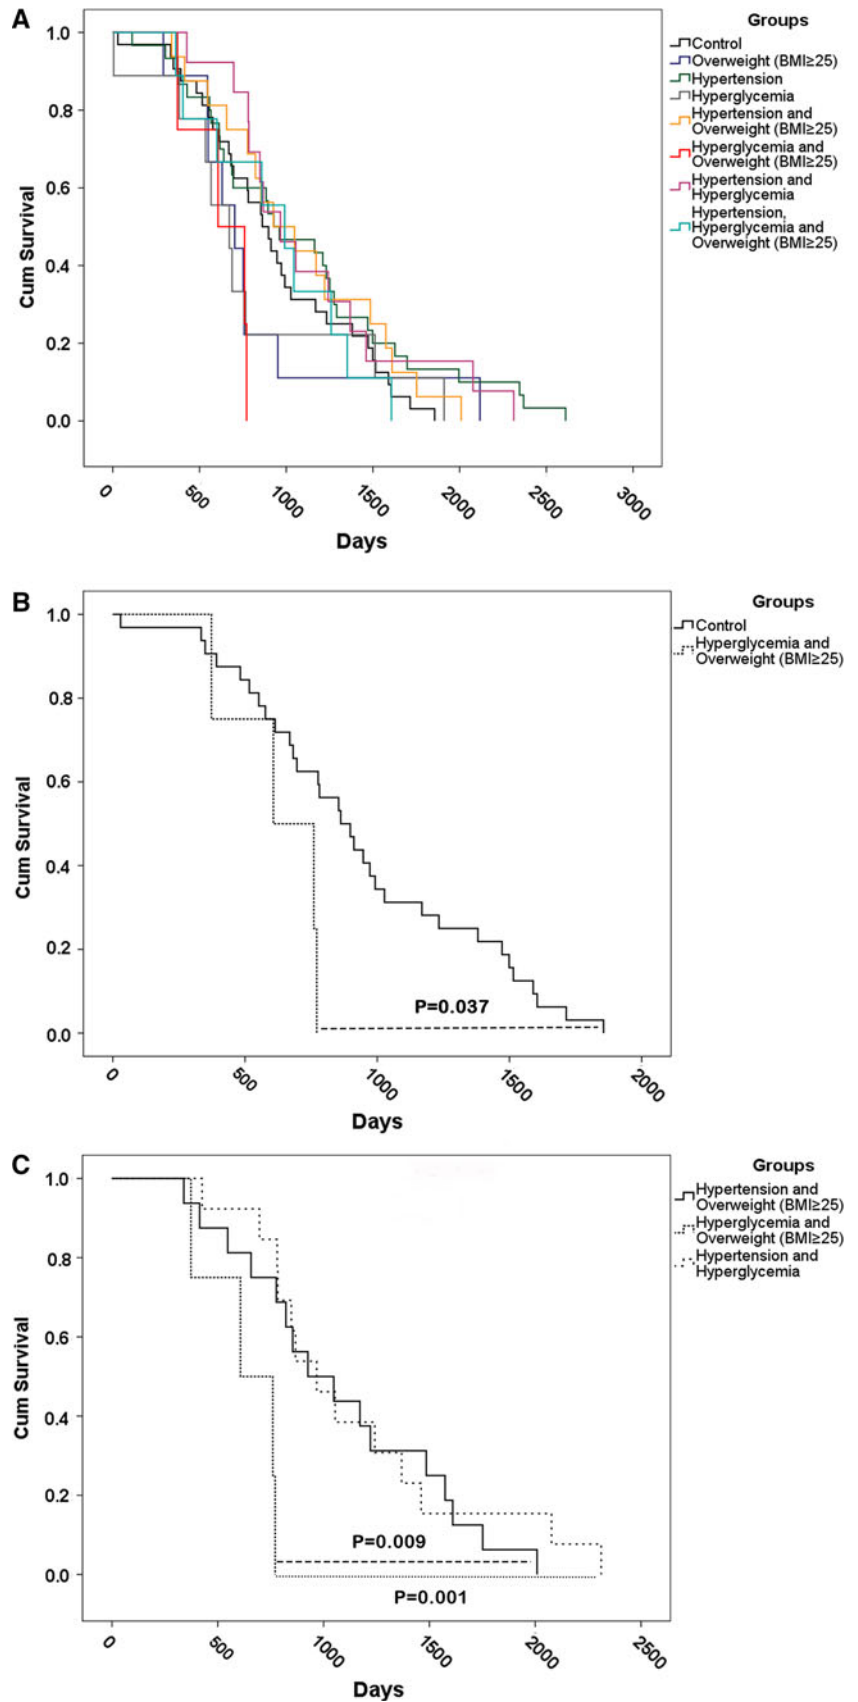 A
Groups
Control
Overweight (BMI≥25)
Hypertension
Hyperglycemia
Hypertension and
Overweight (BMI≥25)
Hyperglycemia and
Overweight (BMI≥25)
Hypertension and
Hyperglycemia
Hypertension,
Hyperglycemia and
Overweight (BMI≥25)
Cum Survival
1.0
0.8
0.6
0.4
0.2
0.0
0
500
1000
1500
2000
2500
3000
Days
B
Groups
Control
Hyperglycemia and
Overweight (BMI≥25)
Cum Survival
1.0
0.8
0.6
0.4
0.2
0.0
P=0.037
0
500
1000
1500
2000
Days
C
Groups
Hypertension and
Overweight (BMI≥25)
Hyperglycemia and
Overweight (BMI≥25)
Hypertension and
Hyperglycemia
Cum Survival
1.0
0.8
0.6
0.4
0.2
0.0
P=0.009
P=0.001
0
500
1000
1500
2000
2500
Days